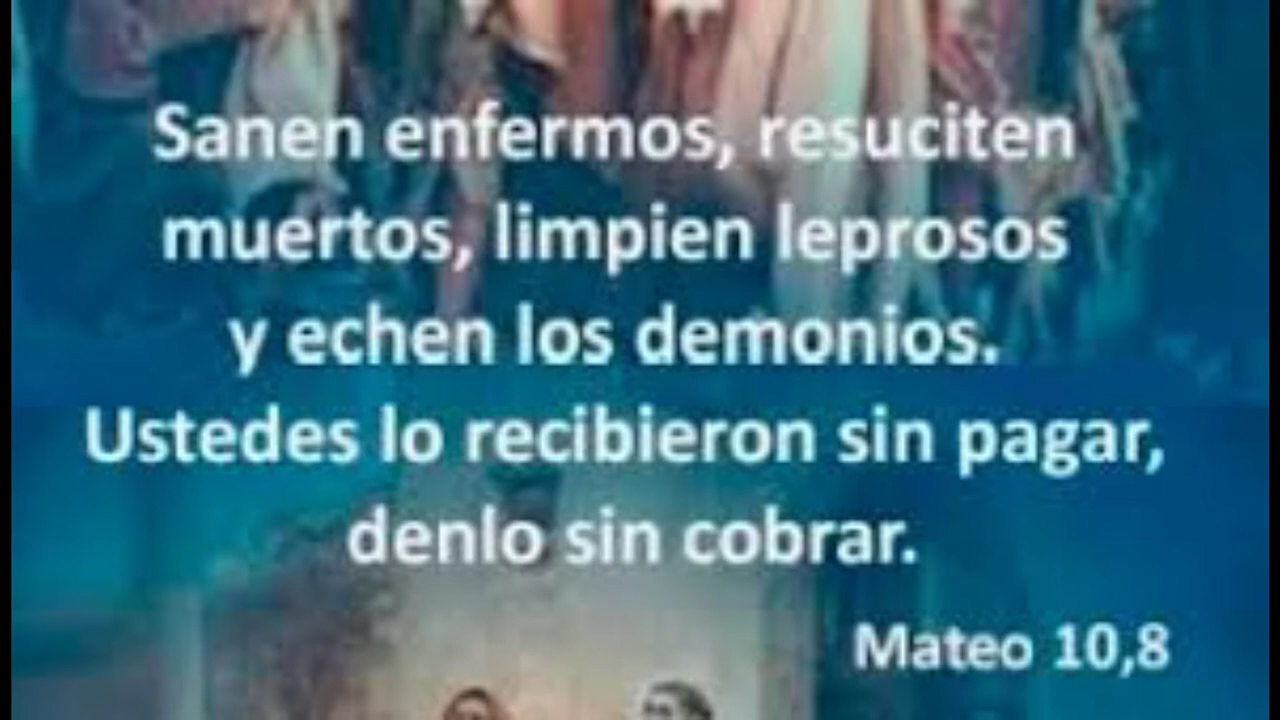 Sanen enfermos, resuciten
muertos, limpien leprosos
y echen los demonios.
Ustedes lo recibieron sin pagar,
denlo sin cobrar.
Mateo 10,8